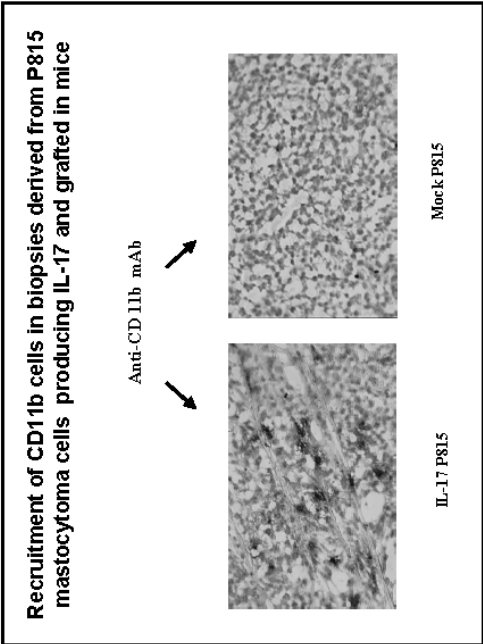 Recruitment of CD11b cells in biopsies derived from P815
mastocytoma cells producing IL-17 and grafted in mice
Anti-CD 11b mAb
IL-17 P815
Mock P815